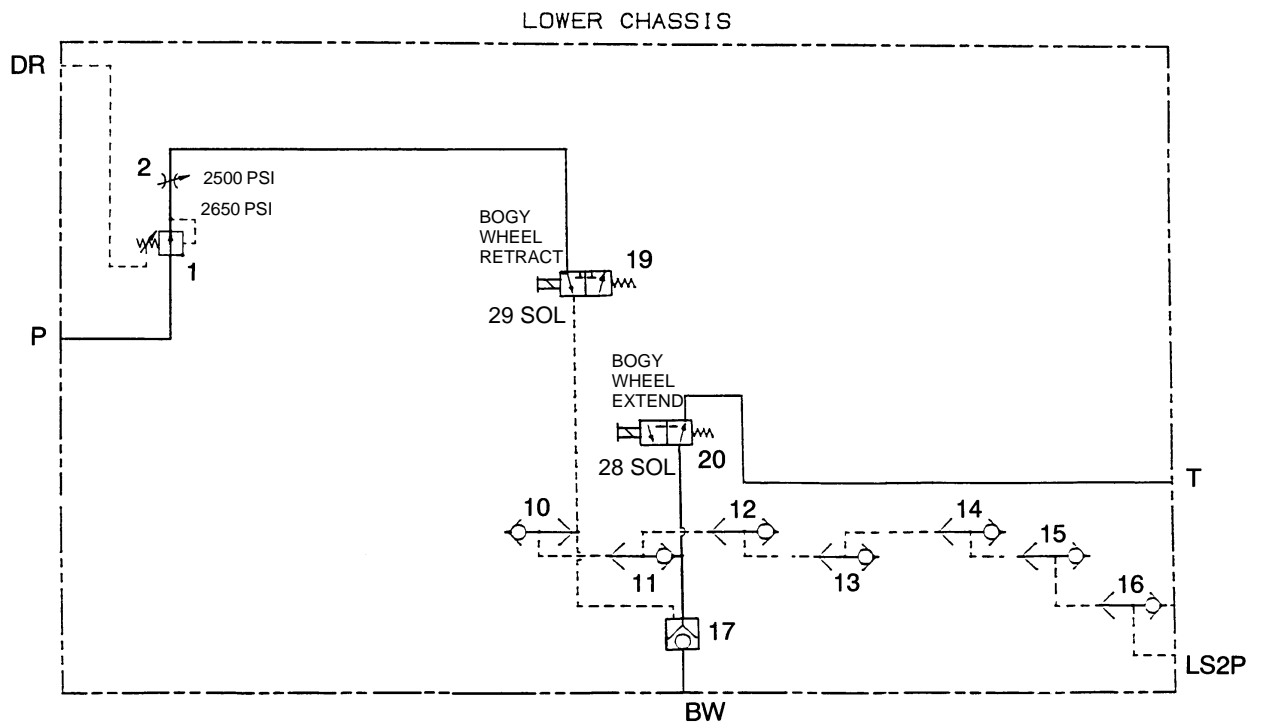 LOWER CHASSIS
DR
2
2500 PSI
2650 PSI
1
P
BOGY
WHEEL
RETRACT
19
29 SOL
BOGY
WHEEL
EXTEND
28 SOL
20
T
10
12
14
15
11
13
16
17
LS2P
BW